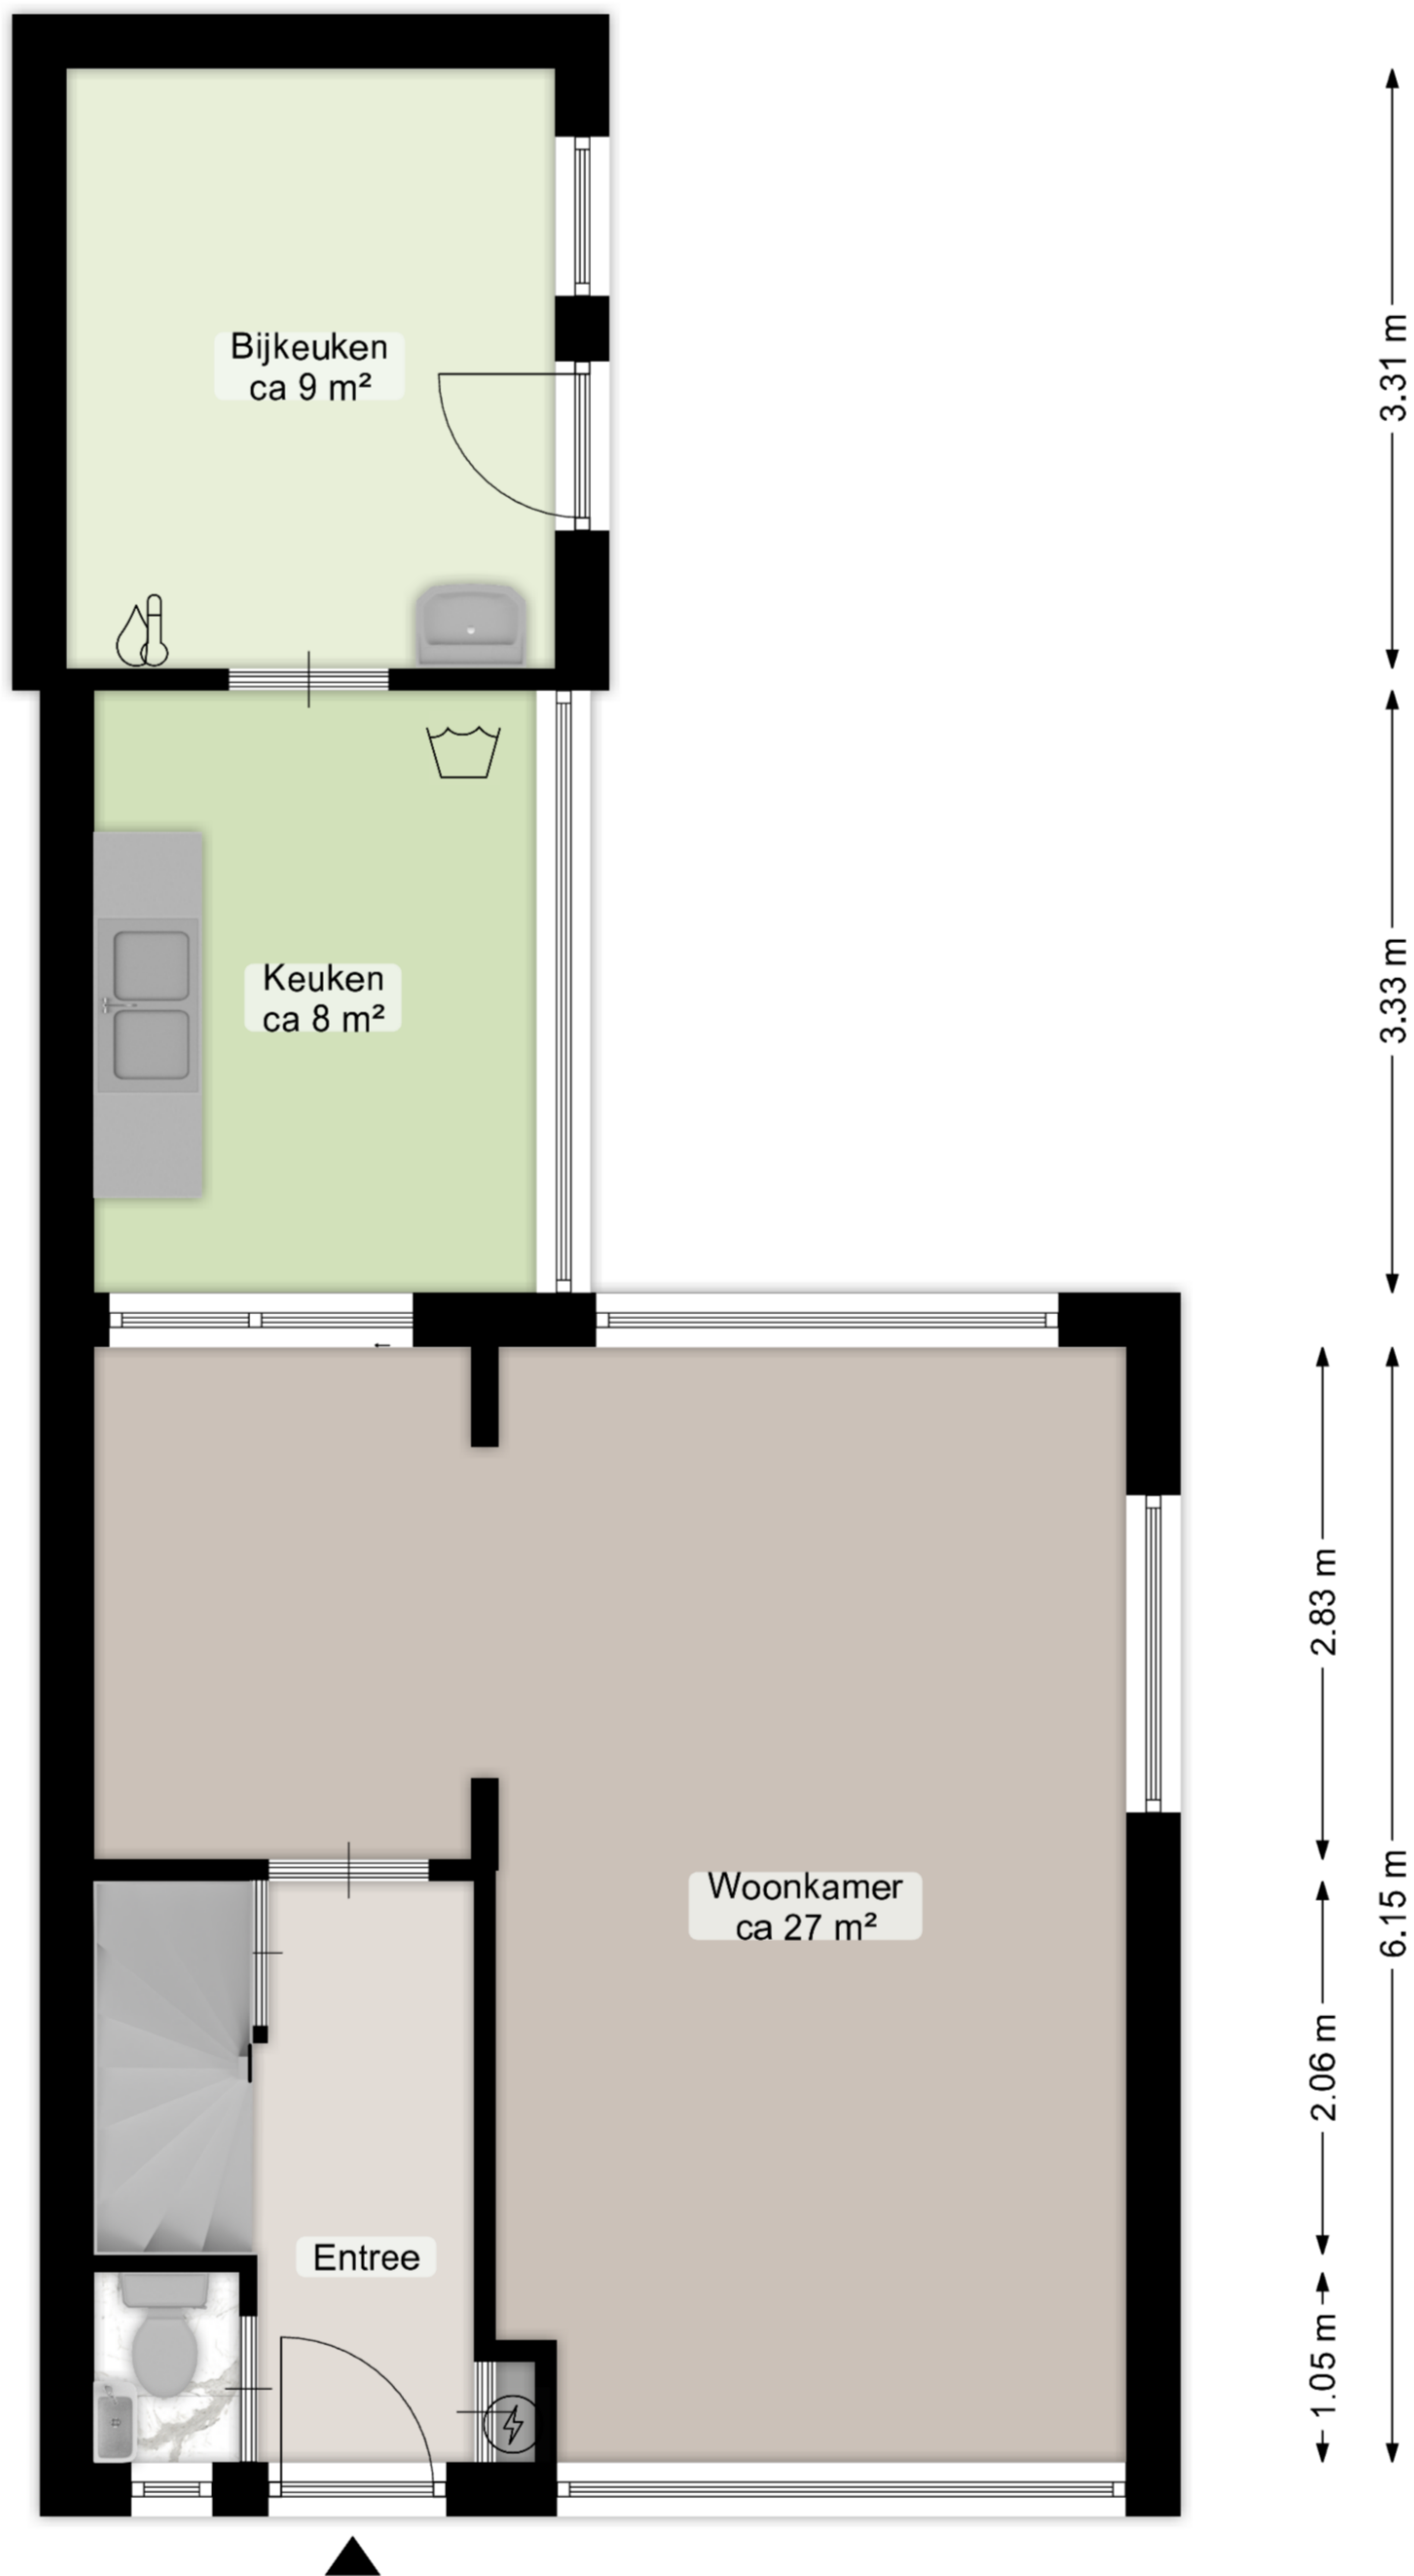 Bijkeuken
ca 9 m²
3.31 m
Keuken
ca 8 m²
3.33 m
2.83 m
Woonkamer
ca 27 m²
6.15 m
2.06 m
Entree
1.05 m